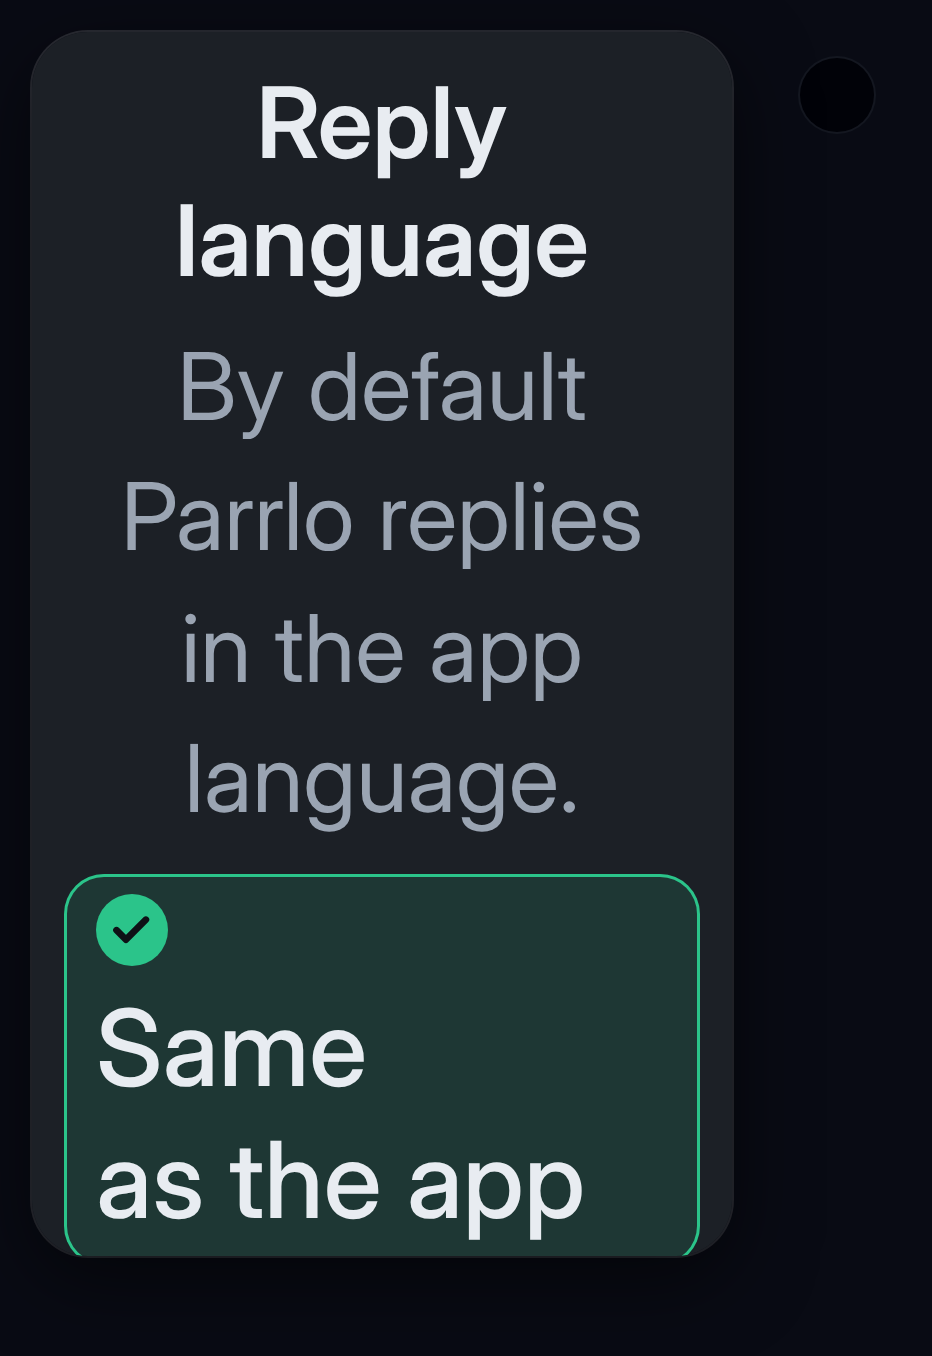 Reply
language
By default
Parrlo replies
in the app
language.
Same
as the app